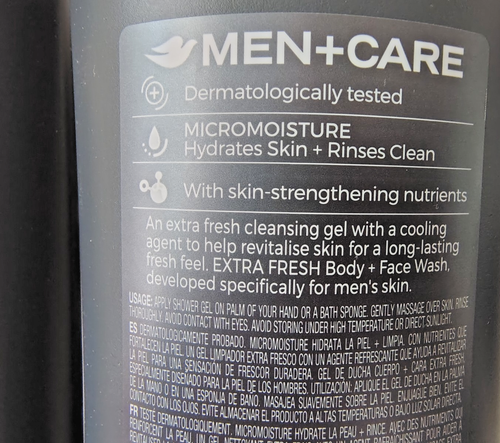 MEN+CARE
Dermatologically tested
MICROMOISTURE
Hydrates Skin + Rinses Clean
With skin-strengthening nutrients
An extra fresh cleansing gel with a cooling
agent to help revitalise skin for a long-lasting
fresh feel. EXTRA FRESH Body + Face Wash,
developed specifically for men's skin.
USAGE: APPLY SHOWER GEL ON PALM OF YOUR HAND OR A BATH SPONGE. GENTLY MASSAGE OVER SKIN. RINSE
THOROUGHLY. AVOID CONTACT WITH EYES. AVOID STORING UNDER HIGH TEMPERATURE OR DIRECT SUNLIGHT.
ES DERMATOLÓGICAMENTE PROBADO. MICROMOISTURE HIDRATA LA PIEL + LIMPIA. CON NUTRIENTES QUE
FORTALECEN LA PIEL. UN GEL LIMPIADOR EXTRA FRESCO CON UN AGENTE REFRESCANTE QUE AYUDA A REVITALIZAR
LA PIEL PARA UNA SENSACIÓN DE FRESCOR DURADERA. GEL DE DUCHA CUERPO + CARA EXTRA FRESH,
ESPECIALMENTE DISEÑADO PARA LA PIEL DE LOS HOMBRES. UTILIZACIÓN: APLIQUE EL GEL DE DUCHA EN LA PALMA
DE LA MANO O EN UNA ESPONJA DE BAÑO. MASAJEA SUAVEMENTE SOBRE LA PIEL. ENJUAGUE BIEN. EVITE EL
CONTACTO CON LOS OJOS. EVITE ALMACENAR EL PRODUCTO A ALTAS TEMPERATURAS O BAJO LUZ SOLAR DIRECTA.
FR TESTÉ DERMATOLOGIQUEMENT. MICROMOISTURE HYDRATE LA PEAU + RINCE. AVEC DES NUTRIMENTS QUI
RENFORCENT LA PEAU. UN GEL NETTOYANT